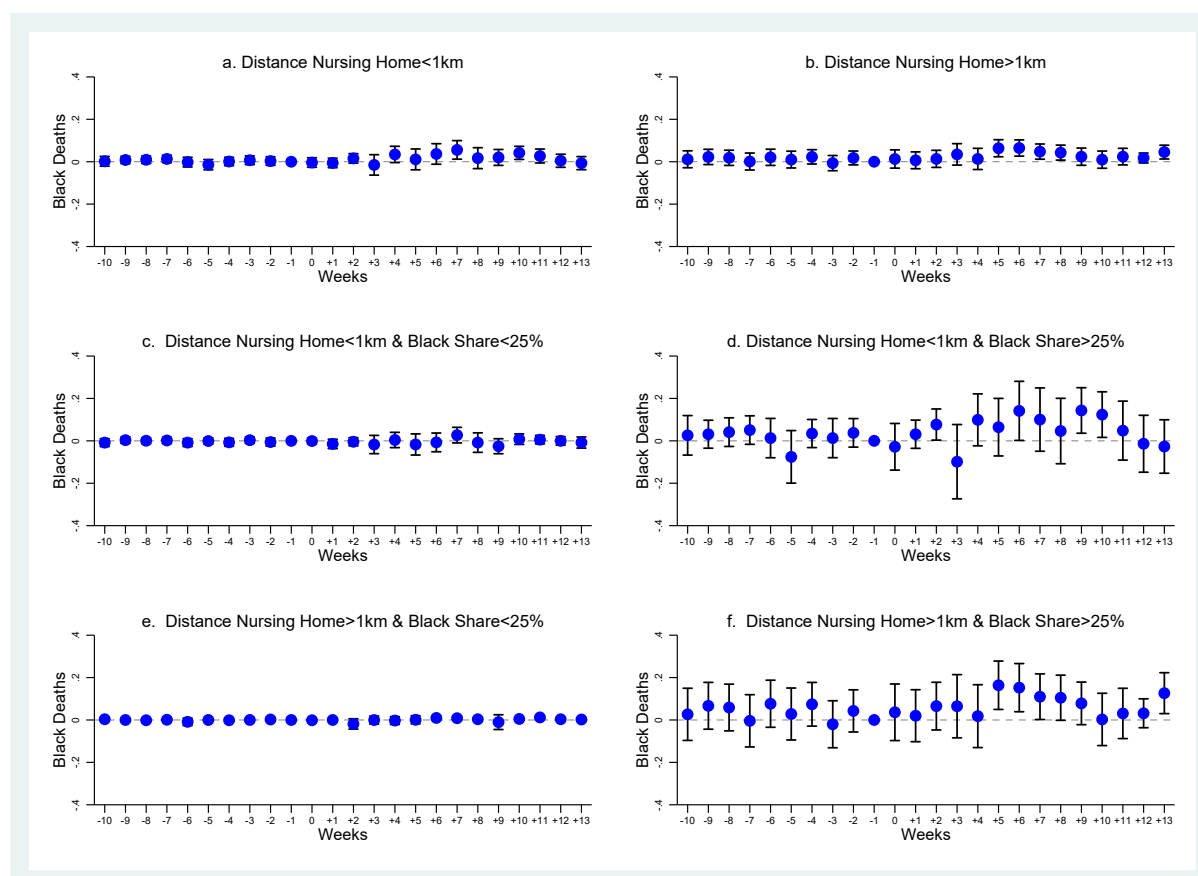 a. Distance Nursing Home<1km
Black Deaths
.4
.2
0
-.2
-.4
-10 -9 -8 -7 -6 -5 -4 -3 -2 -1 0 +1 +2 +3 +4 +5 +6 +7 +8 +9 +10 +11 +12 +13
Weeks
b. Distance Nursing Home>1km
Black Deaths
.4
.2
0
-.2
-.4
-10 -9 -8 -7 -6 -5 -4 -3 -2 -1 0 +1 +2 +3 +4 +5 +6 +7 +8 +9 +10 +11 +12 +13
Weeks
c. Distance Nursing Home<1km & Black Share<25%
Black Deaths
.4
.2
0
-.2
-.4
-10 -9 -8 -7 -6 -5 -4 -3 -2 -1 0 +1 +2 +3 +4 +5 +6 +7 +8 +9 +10 +11 +12 +13
Weeks
d. Distance Nursing Home<1km & Black Share>25%
Black Deaths
.4
.2
0
-.2
-.4
-10 -9 -8 -7 -6 -5 -4 -3 -2 -1 0 +1 +2 +3 +4 +5 +6 +7 +8 +9 +10 +11 +12 +13
Weeks
e. Distance Nursing Home>1km & Black Share<25%
Black Deaths
.4
.2
0
-.2
-.4
-10 -9 -8 -7 -6 -5 -4 -3 -2 -1 0 +1 +2 +3 +4 +5 +6 +7 +8 +9 +10 +11 +12 +13
Weeks
f. Distance Nursing Home>1km & Black Share>25%
Black Deaths
.4
.2
0
-.2
-.4
-10 -9 -8 -7 -6 -5 -4 -3 -2 -1 0 +1 +2 +3 +4 +5 +6 +7 +8 +9 +10 +11 +12 +13
Weeks